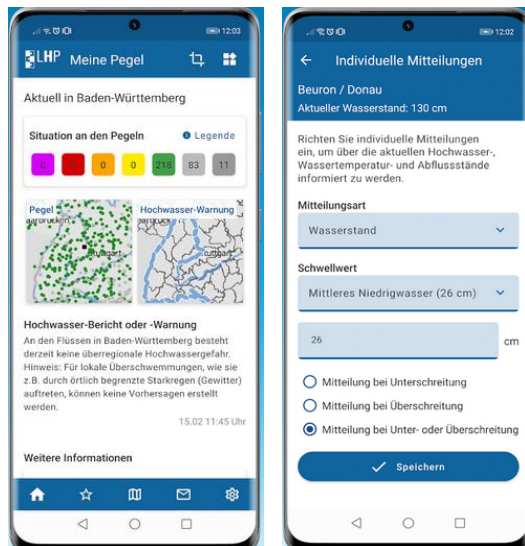 12:03
LHP Meine Pegel
Aktuell in Baden-Württemberg
Situation an den Pegeln
Legende
0 0 0 218 83 11
Pegel
Hochwasser-Warnung
Hochwasser-Bericht oder -Warnung
An den Flüssen in Baden-Württemberg besteht
derzeit keine überregionale Hochwassergefahr.
Hinweis: Für lokale Überschwemmungen, wie sie
z.B. durch örtlich begrenzte Starkregen (Gewitter)
auftreten, können keine Vorhersagen erstellt
werden.
15.02 11:45 Uhr
Weitere Informationen
12:02
Individuelle Mitteilungen
Beuron / Donau
Aktueller Wasserstand: 130 cm
Richten Sie individuelle Mitteilungen
ein, um über die aktuellen Hochwasser-,
Wassertemperatur- und Abflussstände
informiert zu werden.
Mitteilungsart
Wasserstand
Schwellwert
Mittleres Niedrigwasser (26 cm)
26 cm
Mitteilung bei Unterschreitung
Mitteilung bei Überschreitung
Mitteilung bei Unter- oder Überschreitung
Speichern